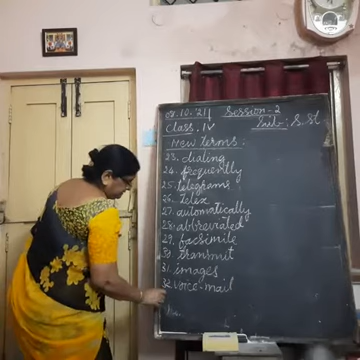 08.10.'21 Session-2
Class. IV Sub:- S.St
New terms.
23. dialing
24. frequently
25. telegrams
26. telex
27. automatically
28. abbreviated
29. facsimile
30. transmit
31. images
32. voice-mail